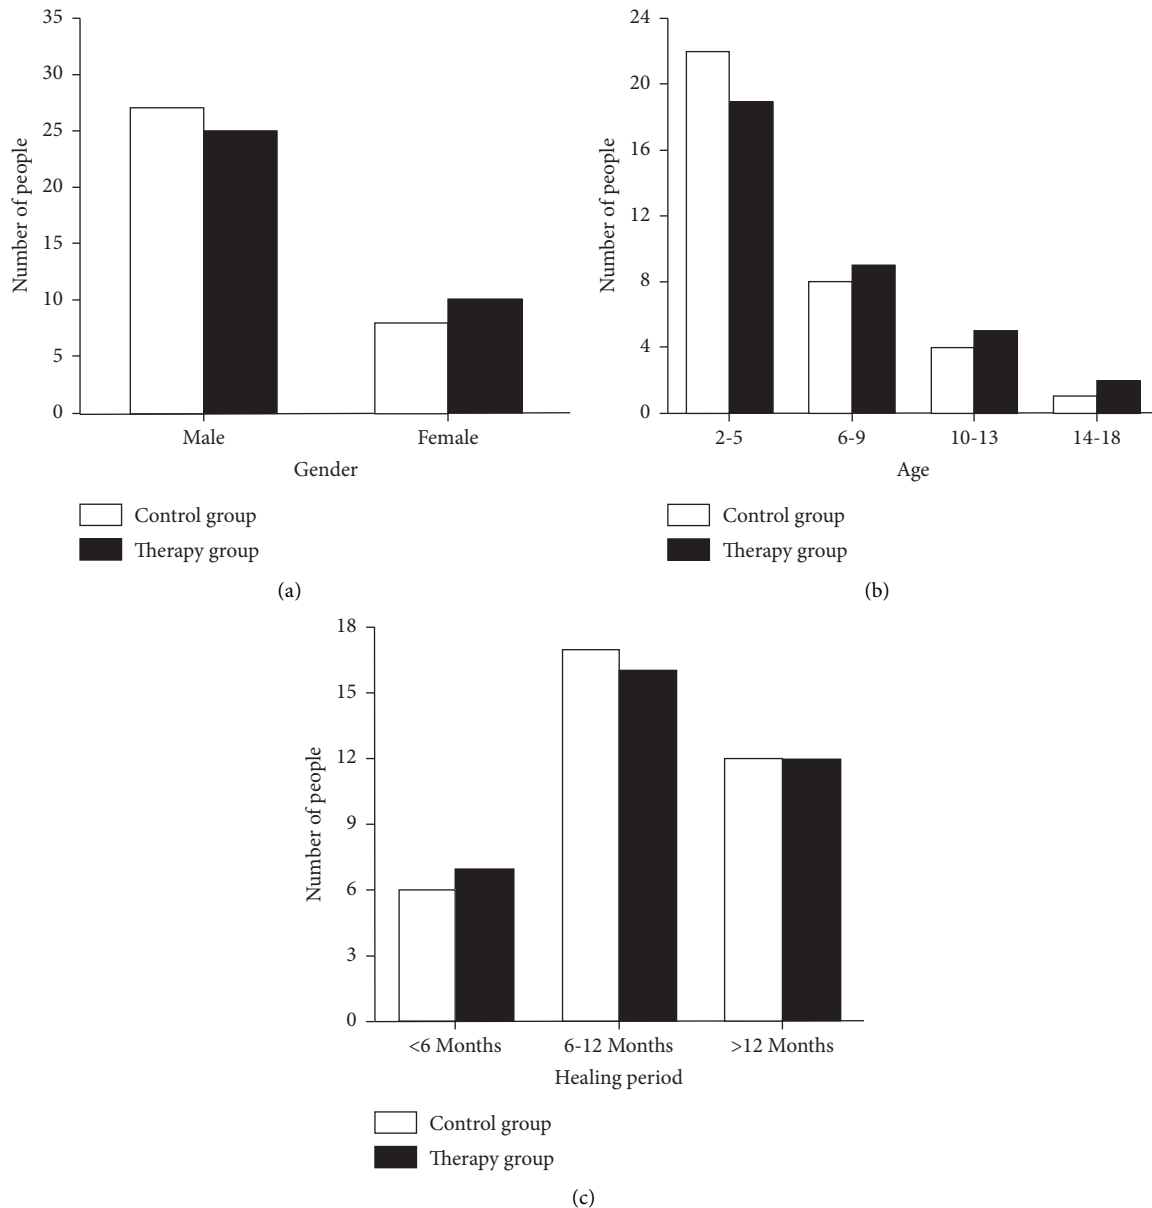 35
30
25
20
15
10
5
0
Number of people
Male
Female
Gender
Control group
Therapy group
(a)
24
20
16
12
8
4
0
Number of people
2-5
6-9
10-13
14-18
Age
Control group
Therapy group
(b)
18
15
12
9
6
3
0
Number of people
<6 Months
6-12 Months
>12 Months
Healing period
Control group
Therapy group
(c)